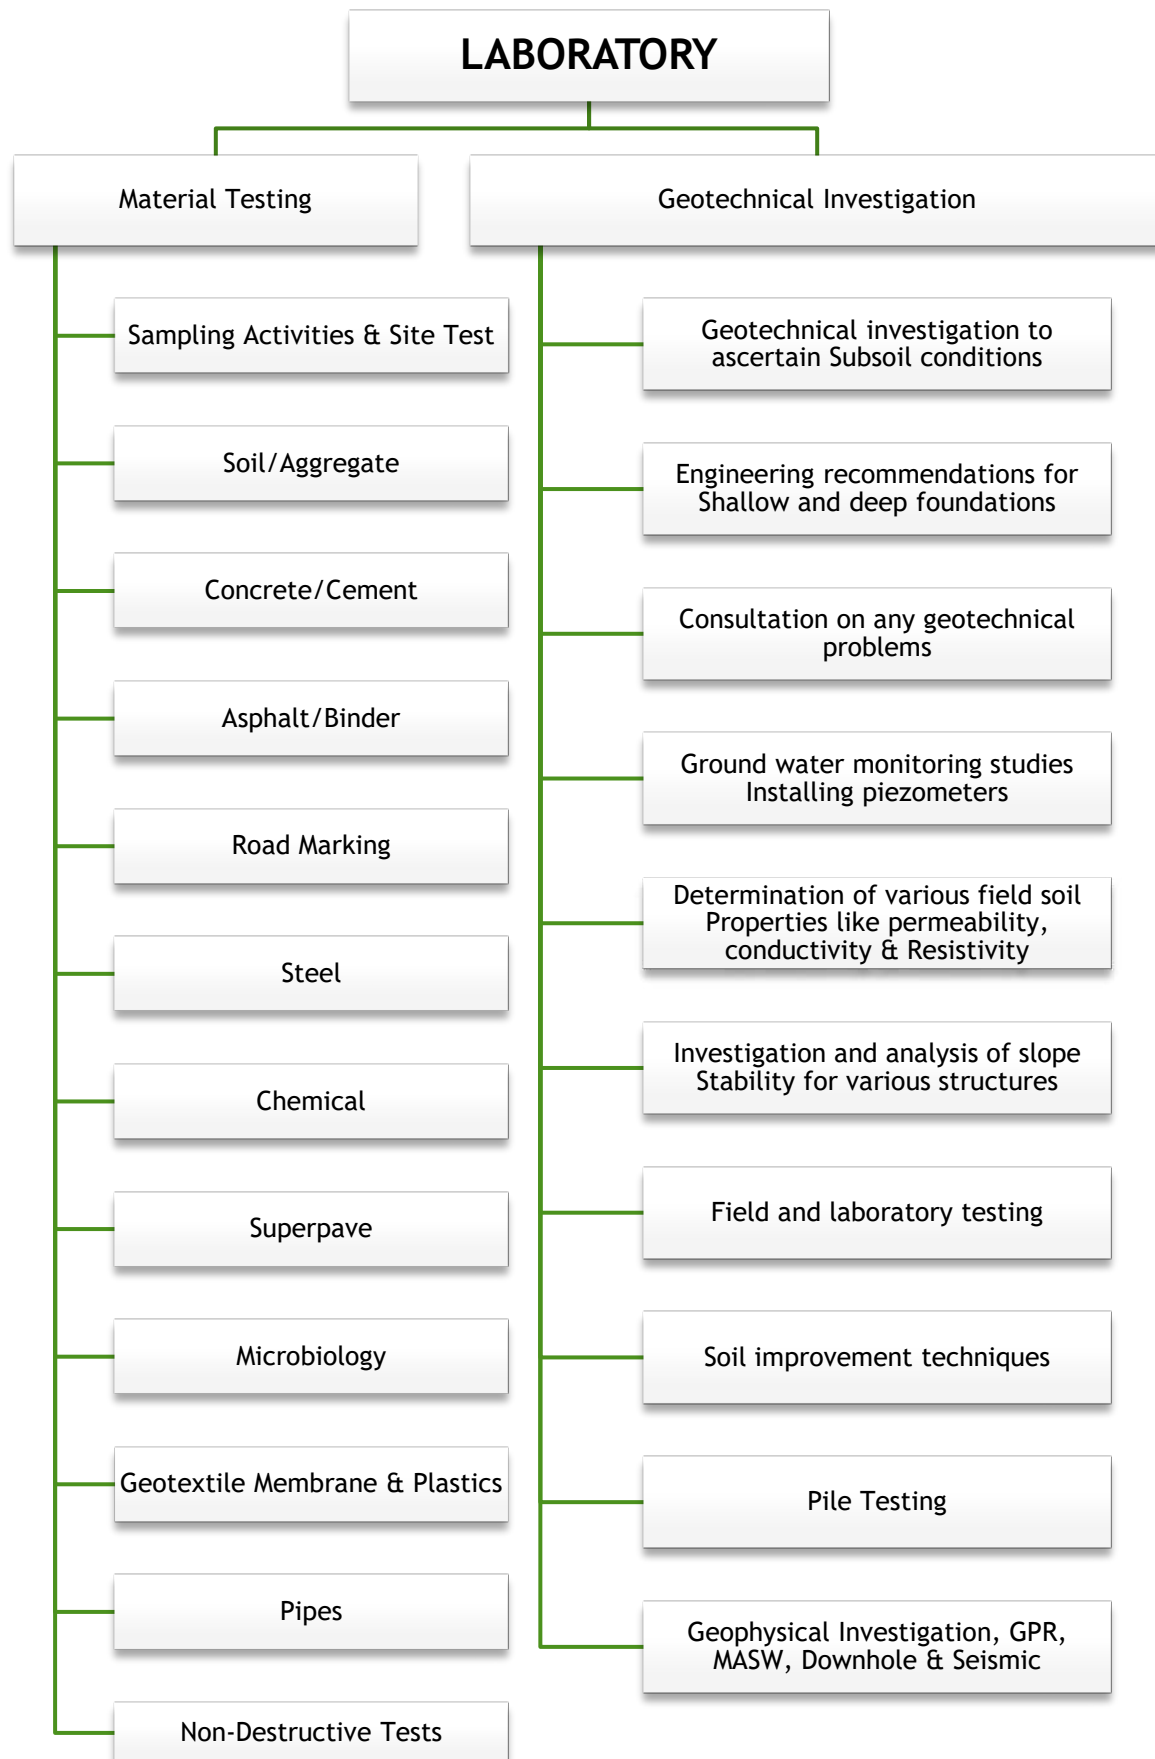 LABORATORY
Material Testing
Geotechnical Investigation
Sampling Activities & Site Test
Soil/Aggregate
Concrete/Cement
Asphalt/Binder
Road Marking
Steel
Chemical
Superpave
Microbiology
Geotextile Membrane & Plastics
Pipes
Non-Destructive Tests
Geotechnical investigation to
ascertain Subsoil conditions
Engineering recommendations for
Shallow and deep foundations
Consultation on any geotechnical
problems
Ground water monitoring studies
Installing piezometers
Determination of various field soil
Properties like permeability,
conductivity & Resistivity
Investigation and analysis of slope
Stability for various structures
Field and laboratory testing
Soil improvement techniques
Pile Testing
Geophysical Investigation, GPR,
MASW, Downhole & Seismic